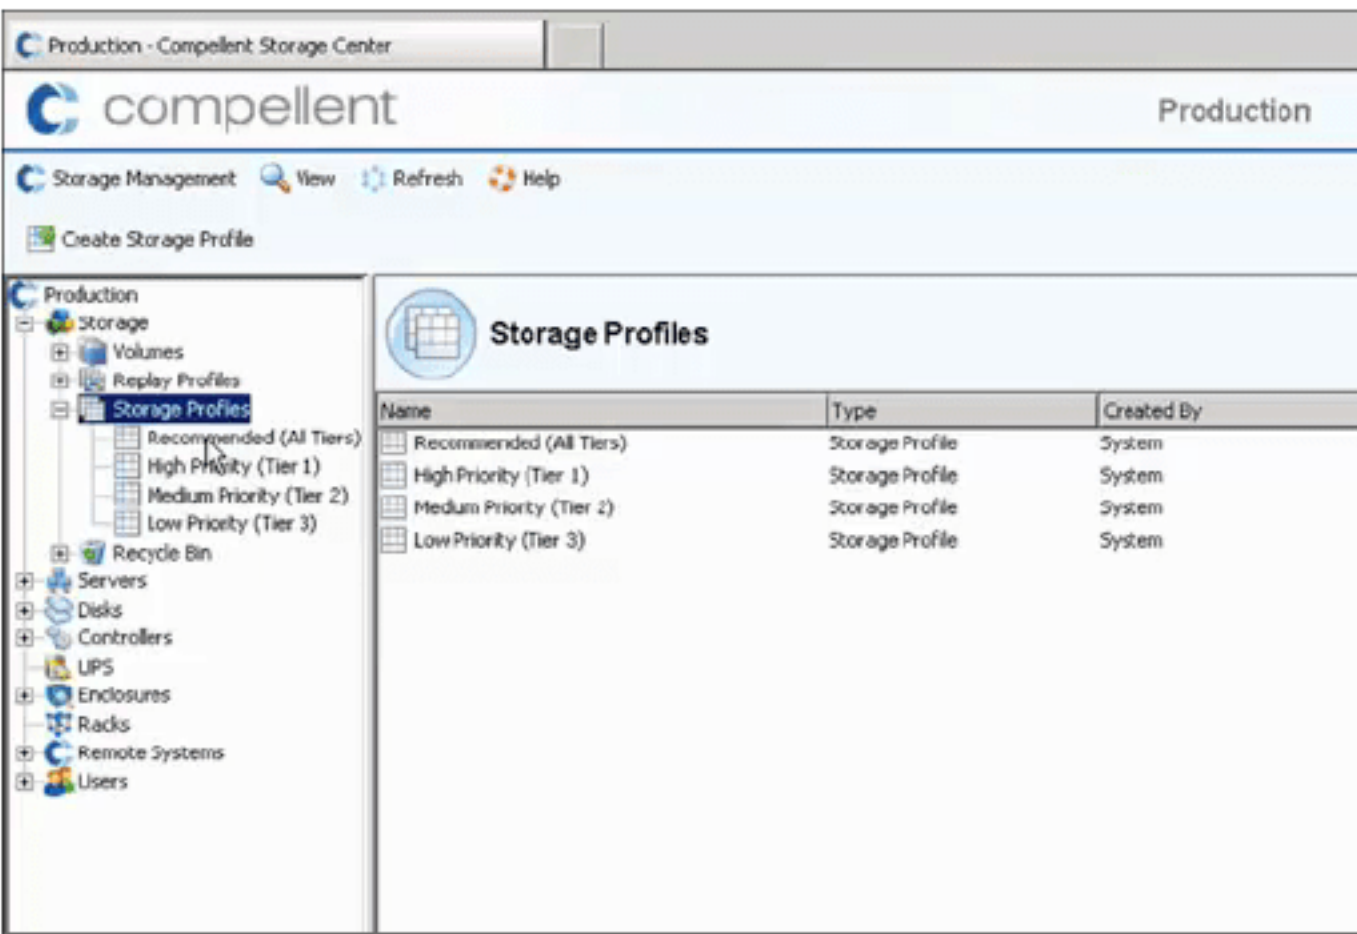 Production - Compellent Storage Center
compellent
Production
Storage Management View Refresh Help
Create Storage Profile
Production
Storage
Volumes
Replay Profiles
Storage Profiles
Recommended (All Tiers)
High Priority (Tier 1)
Medium Priority (Tier 2)
Low Priority (Tier 3)
Recycle Bin
Servers
Disks
Controllers
UPS
Enclosures
Racks
Remote Systems
Users
Storage Profiles
Name Type Created By
Recommended (All Tiers) Storage Profile System
High Priority (Tier 1) Storage Profile System
Medium Priority (Tier 2) Storage Profile System
Low Priority (Tier 3) Storage Profile System